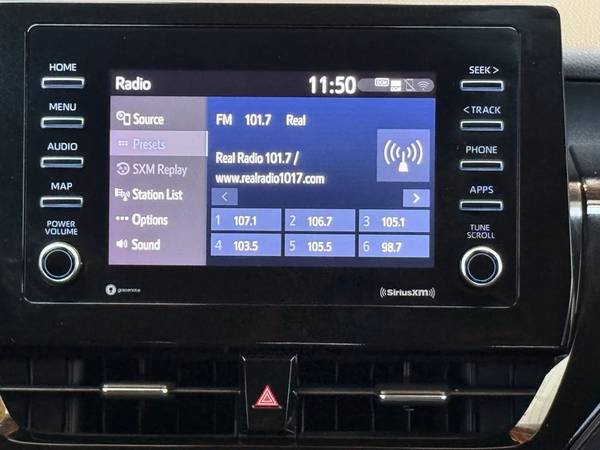 HOME
MENU
AUDIO
MAP
POWER
VOLUME
Radio
11:50
DCM
Source
Presets
SXM Replay
Station List
Options
Sound
FM 101.7 Real
Real Radio 101.7 /
www.realradio1017.com
< >
1 107.1
2 106.7
3 105.1
4 103.5
5 105.5
6 98.7
SEEK >
< TRACK
PHONE
APPS
TUNE
SCROLL
gracenote
SiriusXM